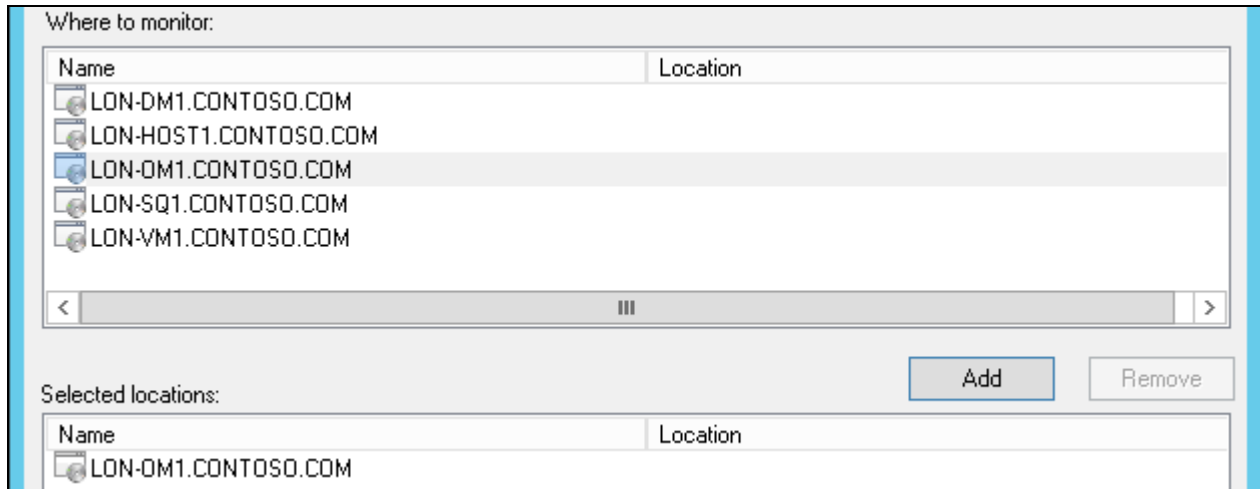 Where to monitor:
Name Location
LON-DM1.CONTOSO.COM
LON-HOST1.CONTOSO.COM
LON-OM1.CONTOSO.COM
LON-SQ1.CONTOSO.COM
LON-VM1.CONTOSO.COM
Add Remove
Selected locations:
Name Location
LON-OM1.CONTOSO.COM